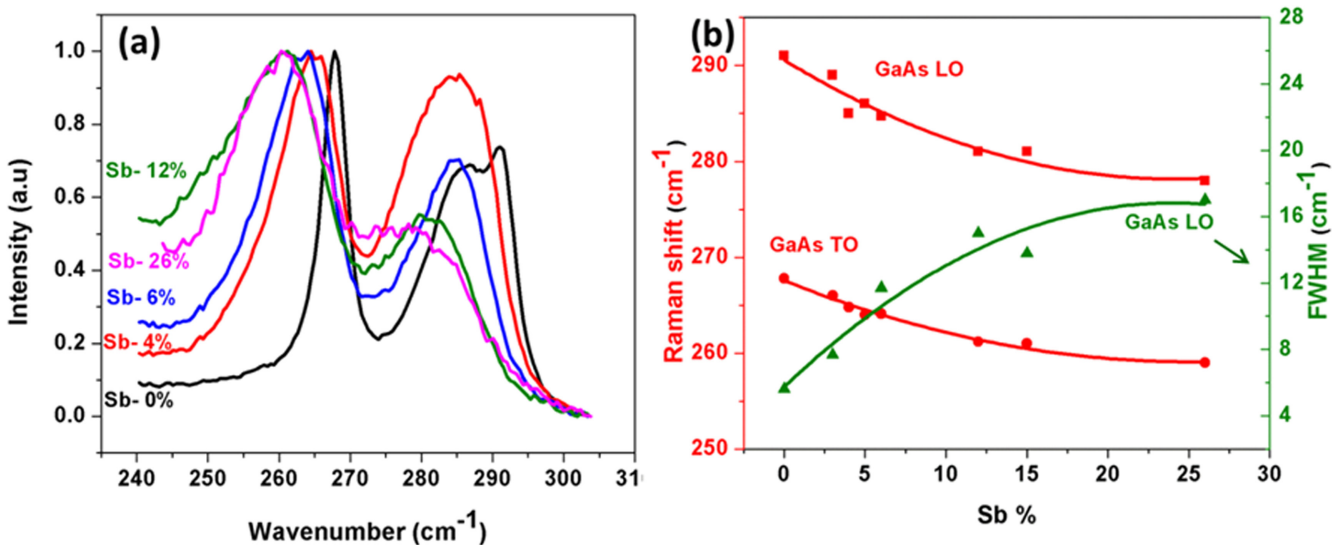 (a)
1.0
0.8
0.6
0.4
0.2
0.0
Intensity (a.u)
Sb- 12%
Sb- 26%
Sb- 6%
Sb- 4%
Sb- 0%
240 250 260 270 280 290 300 31
Wavenumber (cm-1)
(b)
290
280
270
260
250
Raman shift (cm-1)
GaAs LO
GaAs TO
GaAs LO
28
24
20
16
12
8
4
FWHM (cm-1)
0 5 10 15 20 25 30
Sb %